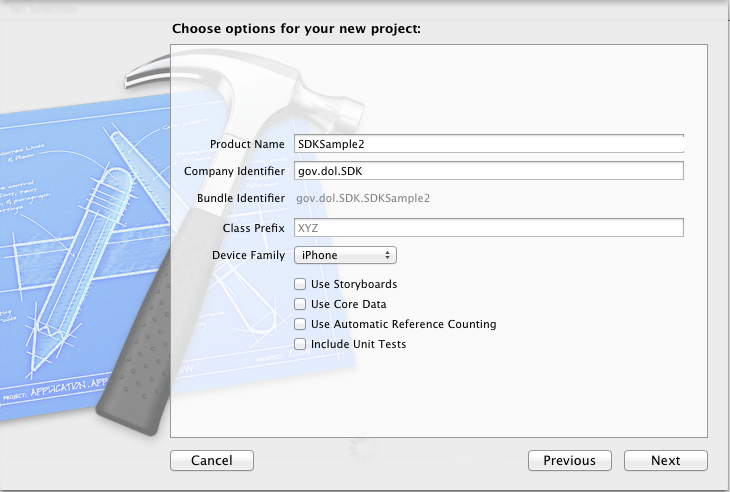 No Selection
Choose options for your new project:
Product Name SDKSample2
Company Identifier gov.dol.SDK
Bundle Identifier gov.dol.SDK.SDKSample2
Class Prefix XYZ
Device Family iPhone
Use Storyboards
Use Core Data
Use Automatic Reference Counting
Include Unit Tests
PROJECT: APPLICATION.APP
Cancel Previous Next